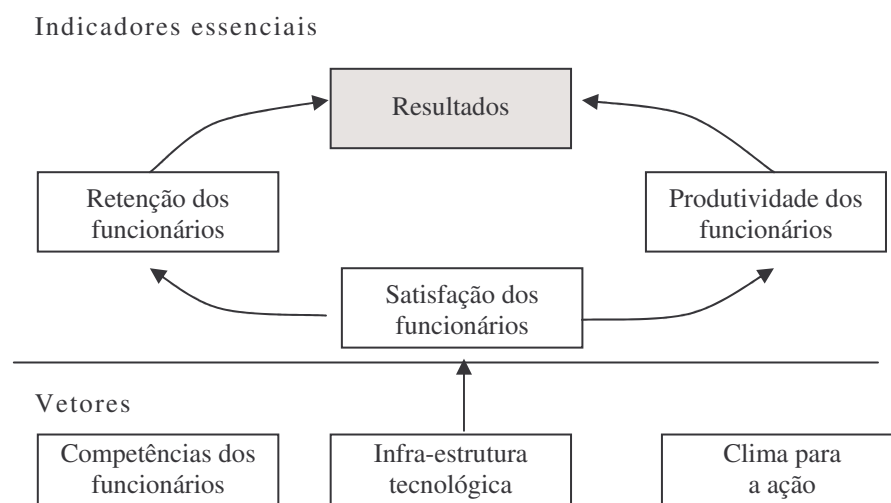 Indicadores essenciais
Resultados
Retenção dos
funcionários
Produtividade dos
funcionários
Satisfação dos
funcionários
Vetores
Competências dos
funcionários
Infra-estrutura
tecnológica
Clima para
a ação